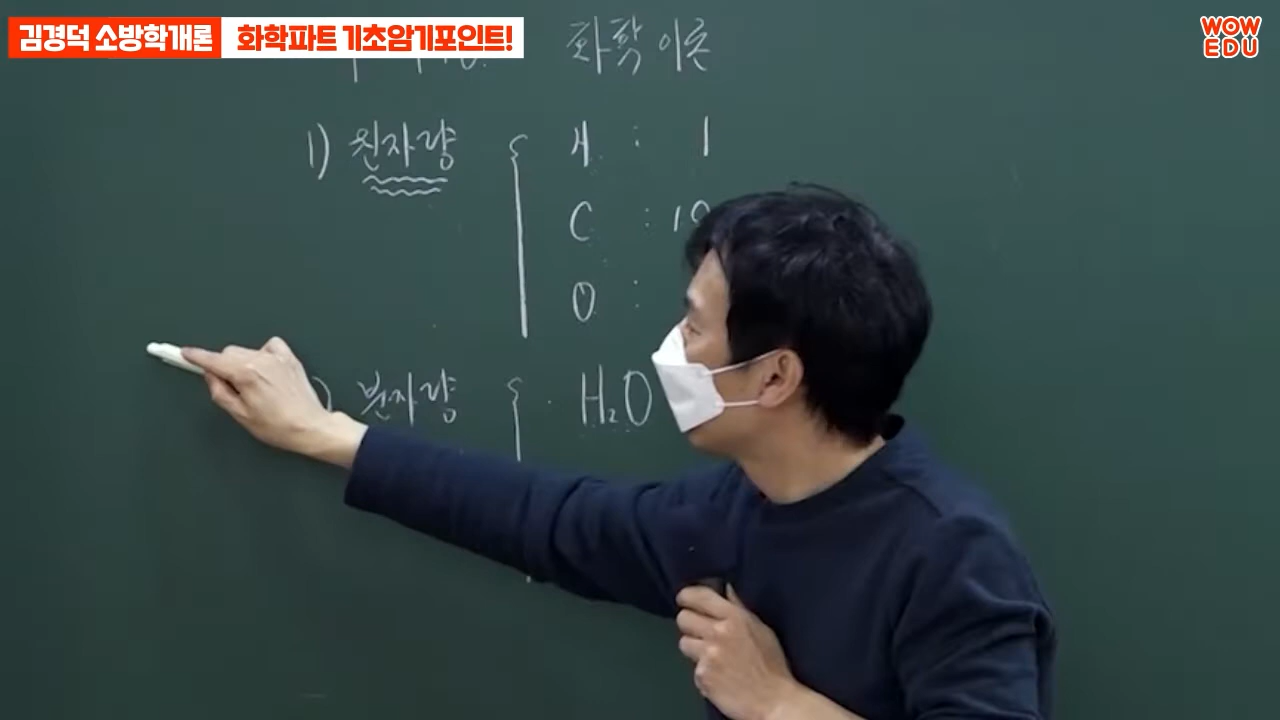 김경덕 소방학개론 화학파트 기초암기포인트!
WOW
EDU
화학 이론
1) 원자량 { H : 1
C : 12
O :
) 분자량 { · H₂O